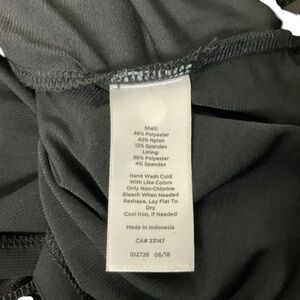 Shell:
46% Polyester
42% Nylon
12% Spandex
Lining:
96% Polyester
4% Spandex
Hand Wash Cold
With Like Colors
Only Non-Chlorine
Bleach When Needed
Reshape, Lay Flat To
Dry
Cool Iron, If Needed
Made In Indonesia
CA# 23147
ID2726 06/18